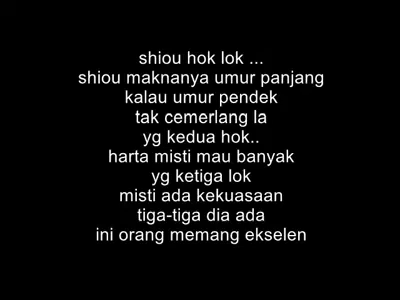 shiou hok lok ...
shiou maknanya umur panjang
kalau umur pendek
tak cemerlang la
yg kedua hok..
harta misti mau banyak
yg ketiga lok
misti ada kekuasaan
tiga-tiga dia ada
ini orang memang ekselen